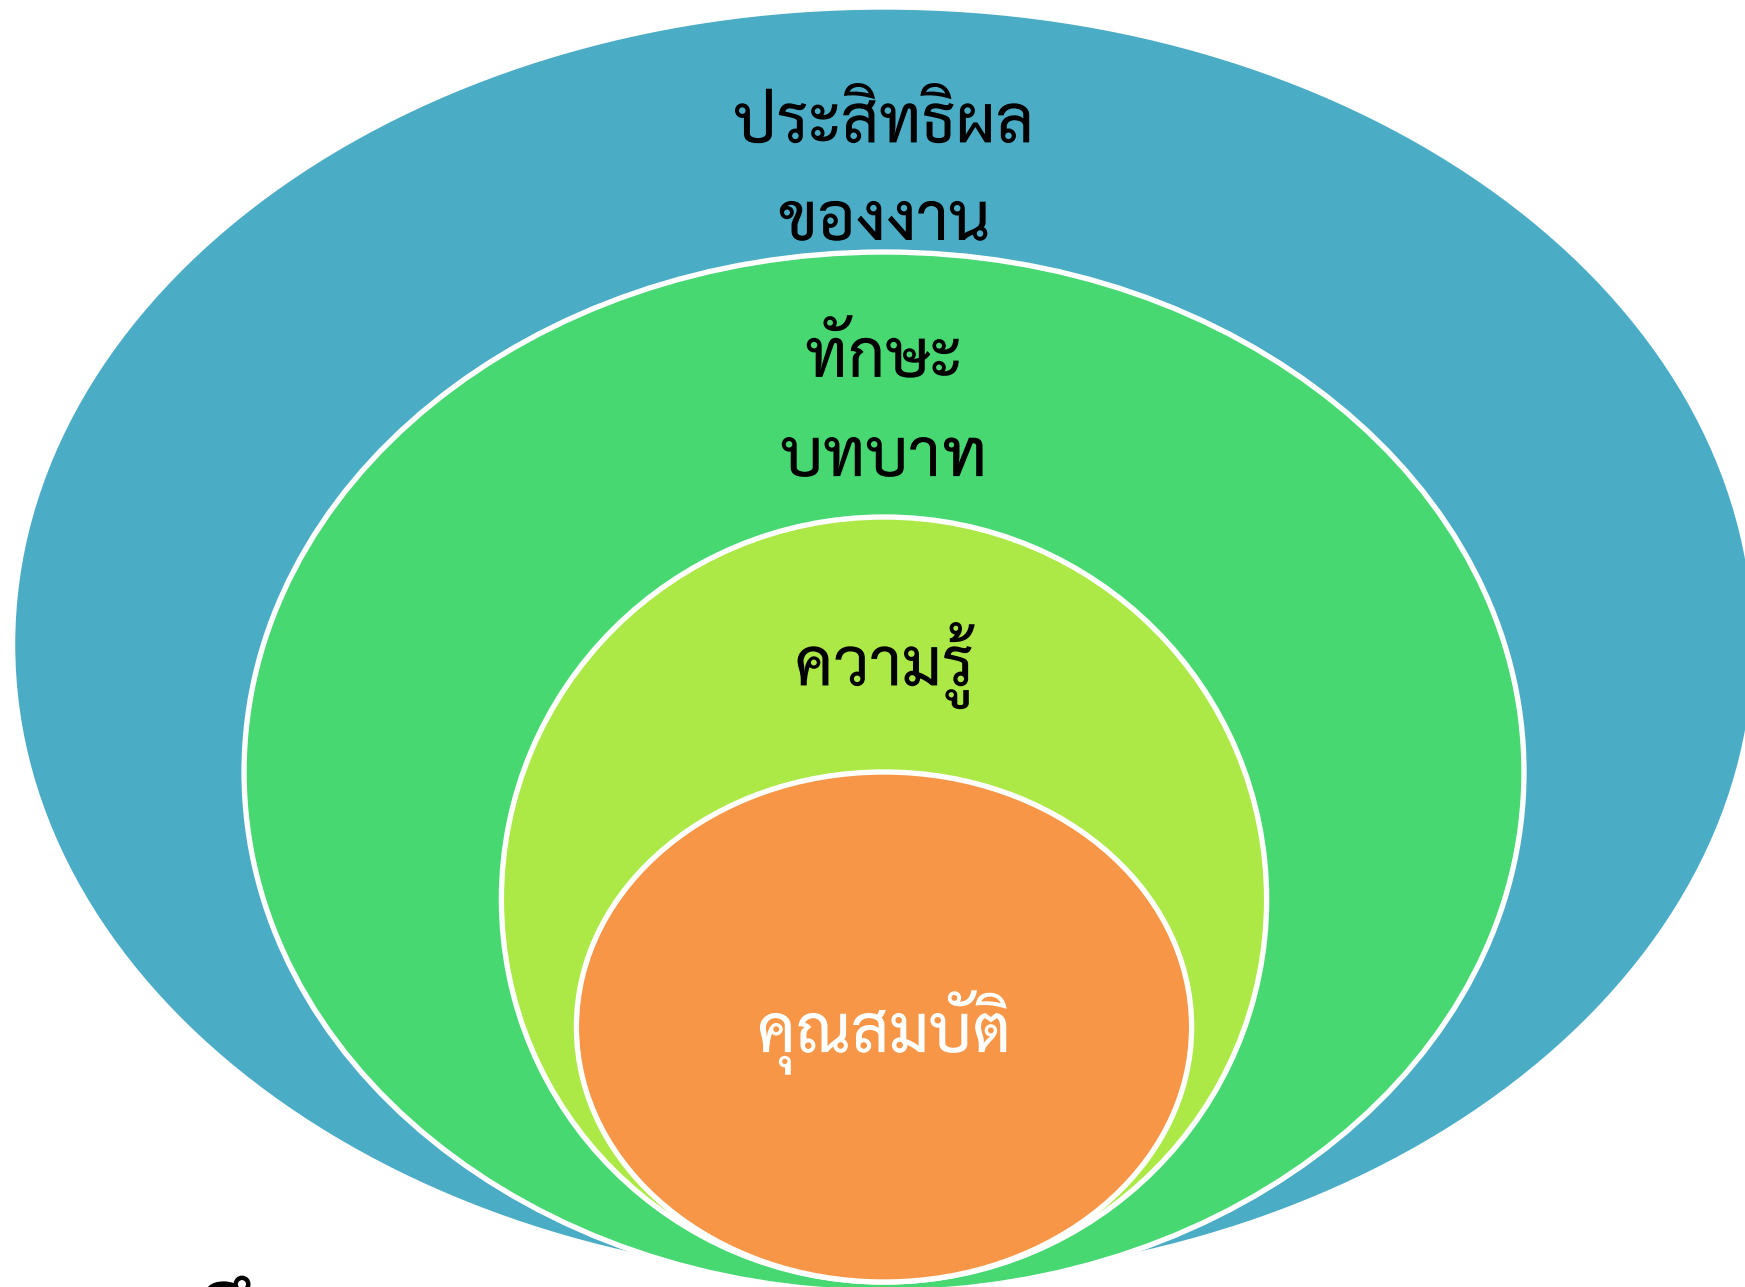 ประสิทธิผล
ของงาน
ทักษะ
บทบาท
ความรู้
คุณสมบัติ